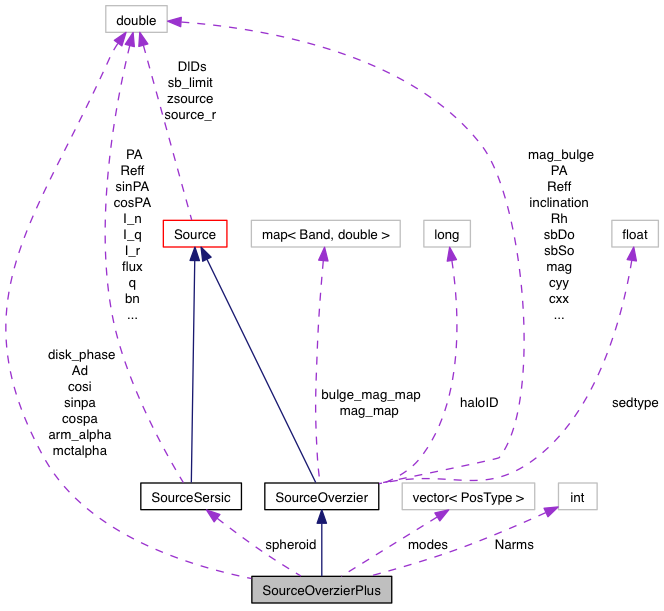 double
DlDs
sb_limit
zsource
source_r
PA
Reff
sinPA
cosPA
I_n
I_q
I_r
flux
q
bn
...
mag_bulge
PA
Reff
inclination
Rh
sbDo
sbSo
mag
cyy
cxx
...
Source
map< Band, double >
long
float
disk_phase
Ad
cosi
sinpa
cospa
arm_alpha
mctalpha
bulge_mag_map
mag_map
haloID
sedtype
SourceSersic
SourceOverzier
vector< PosType >
int
spheroid
modes
Narms
SourceOverzierPlus